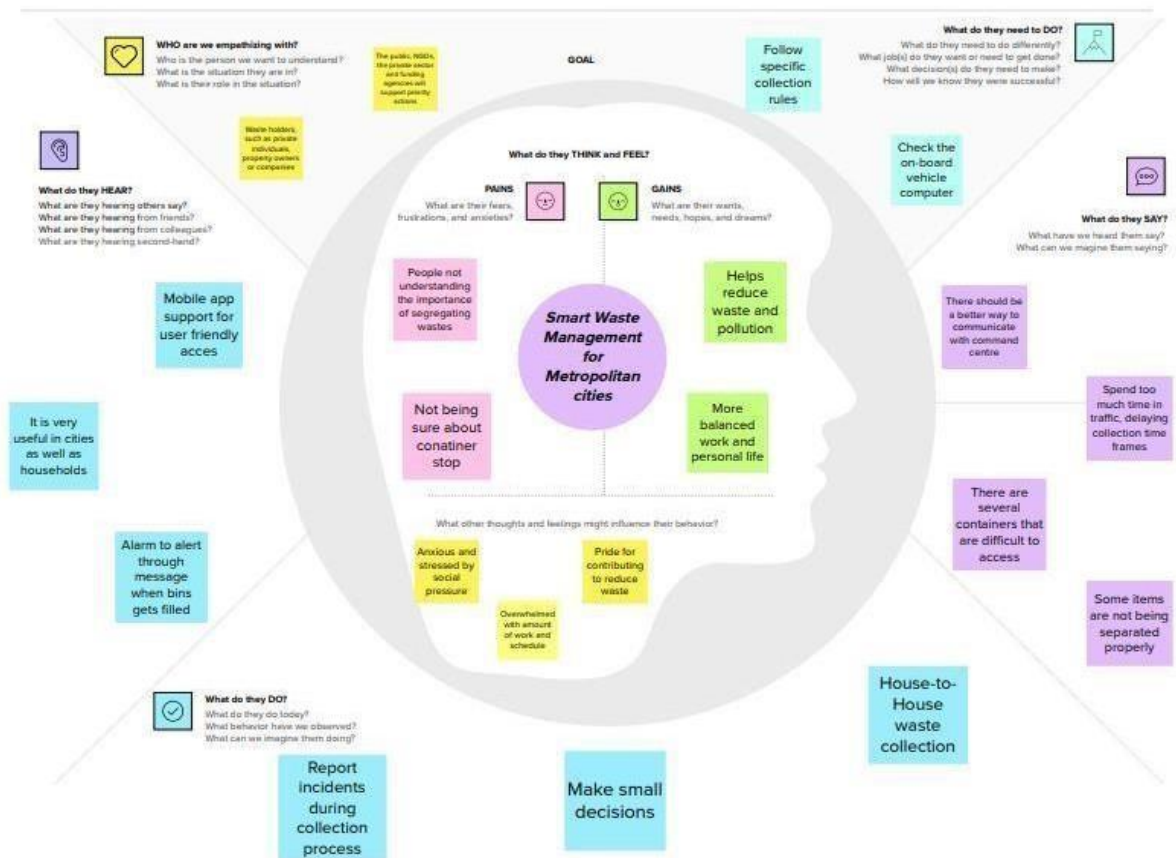 WHO are we empathizing with?
Who is the person we want to understand?
What is the situation they are in?
What is their role in the situation?
The public, NGOs,
the private sector
and funding
agencies will
support priority
actions
Waste holders,
such as private
individuals,
property owners
or companies
GOAL
Follow
specific
collection
rules
What do they need to DO?
What do they need to do differently?
What job(s) do they want or need to get done?
What decision(s) do they need to make?
How will we know they were successful?
Check the
on-board
vehicle
computer
What do they HEAR?
What are they hearing others say?
What are they hearing from friends?
What are they hearing from colleagues?
What are they hearing second-hand?
Mobile app
support for
user friendly
acces
It is very
useful in cities
as well as
households
Alarm to alert
through
message
when bins
gets filled
What do they THINK and FEEL?
PAINS
What are their fears,
frustrations, and anxieties?
GAINS
What are their wants,
needs, hopes, and dreams?
People not
understanding
the importance
of segregating
wastes
Not being
sure about
conatiner
stop
Smart Waste
Management
for
Metropolitan
cities
Helps
reduce
waste and
pollution
More
balanced
work and
personal life
What other thoughts and feelings might influence their behavior?
Anxious and
stressed by
social
pressure
Overwhelmed
with amount
of work and
schedule
Pride for
contributing
to reduce
waste
What do they SAY?
What have we heard them say?
What can we magine them saying?
There should be
a better way to
communicate
with command
centre
Spend too
much time in
traffic, delaying
collection time
frames
There are
several
containers that
are difficult to
access
Some items
are not being
separated
properly
What do they DO?
What do they do today?
What behavior have we observed?
What can we imagine them doing?
Report
incidents
during
collection
process
Make small
decisions
House-to-
House
waste
collection